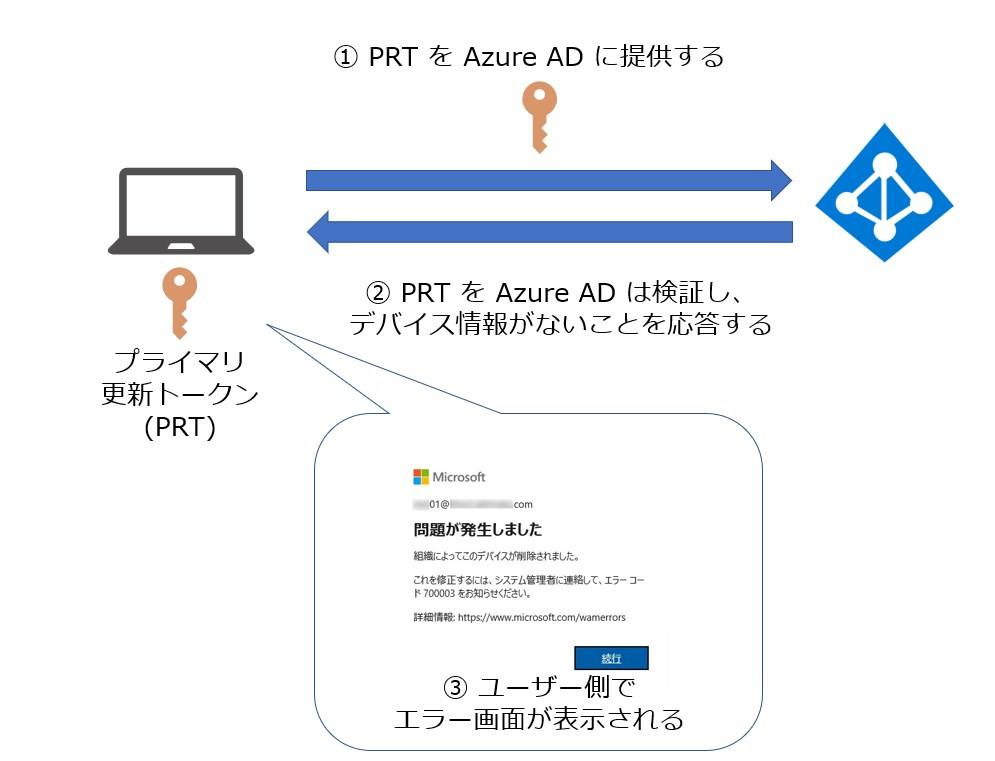 ① PRT を Azure AD に提供する
② PRT を Azure AD は検証し、
デバイス情報がないことを応答する
プライマリ
更新トークン
(PRT)
Microsoft
01@ .com
問題が発生しました
組織によってこのデバイスが削除されました。
これを修正するには、システム管理者に連絡して、エラー コー
ド 700003 をお知らせください。
詳細情報: https://www.microsoft.com/wamerrors
続行
③ ユーザー側で
エラー画面が表示される